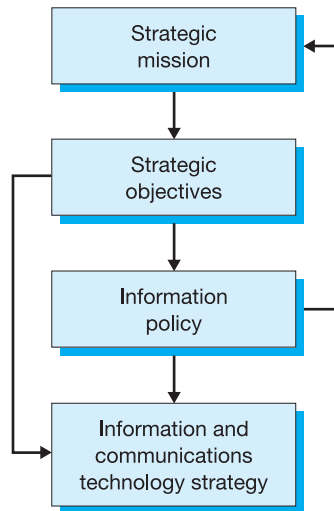 Strategic
mission
Strategic
objectives
Information
policy
Information and
communications
technology strategy